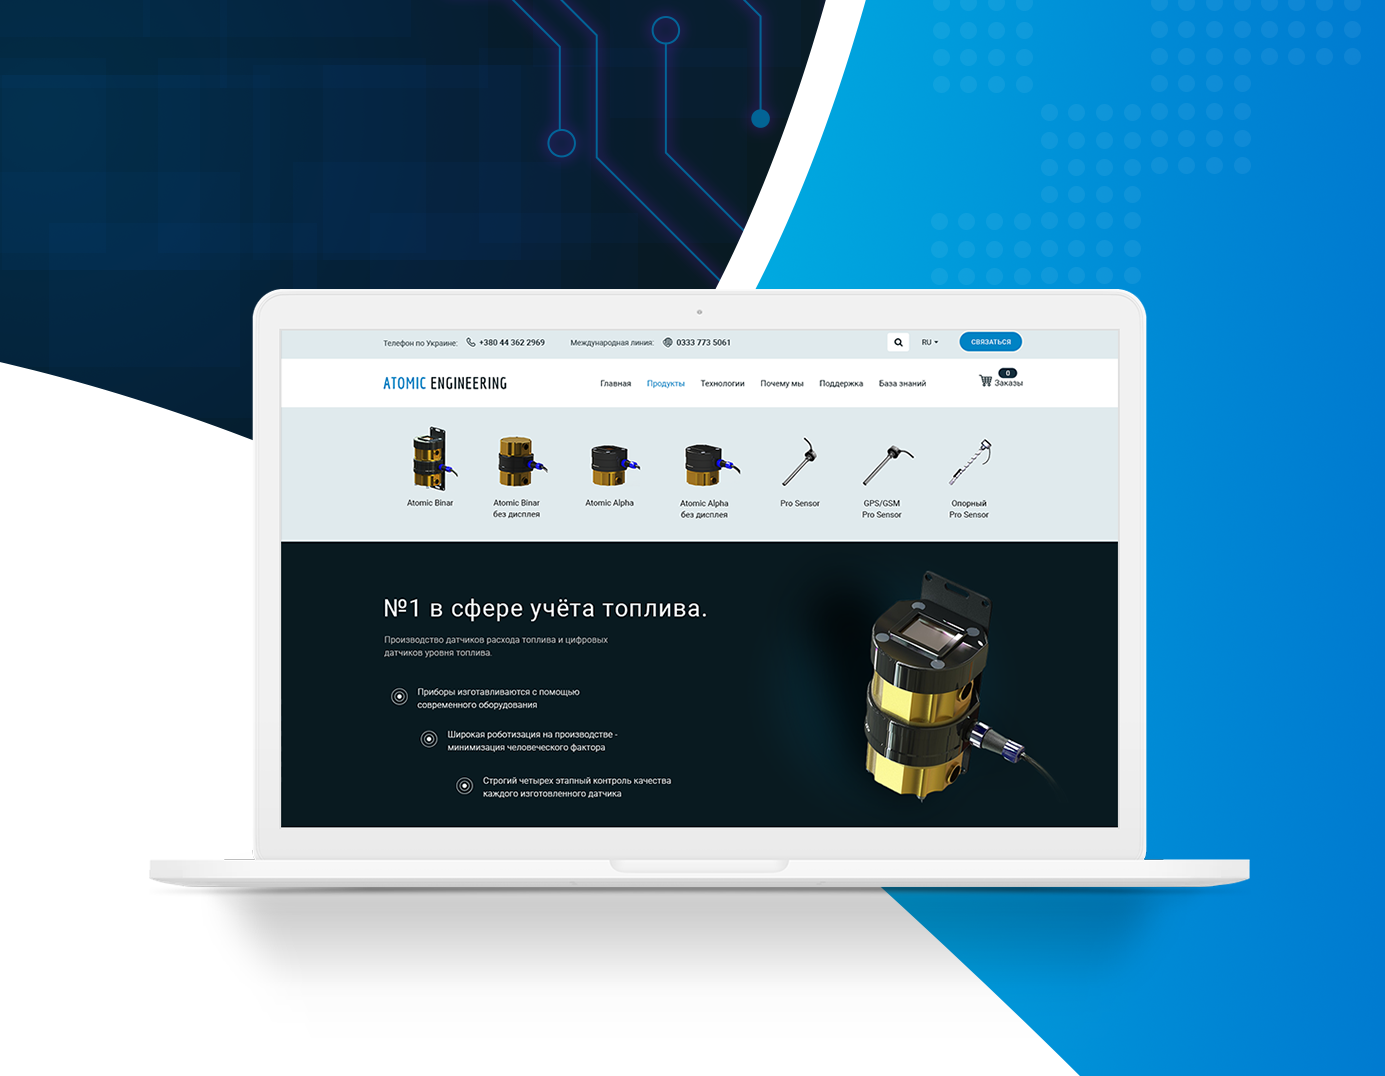 Телефон по Украине: +380 44 362 2969 Международная линия: 0333 773 5061 RU СВЯЗАТЬСЯ
ATOMIC ENGINEERING Главная Продукты Технологии Почему мы Поддержка База знаний 0 Заказы
Atomic Binar
Atomic Binar
без дисплея
Atomic Alpha
Atomic Alpha
без дисплея
Pro Sensor
GPS/GSM
Pro Sensor
Опорный
Pro Sensor
№1 в сфере учёта топлива.
Производство датчиков расхода топлива и цифровых
датчиков уровня топлива.
Приборы изготавливаются с помощью
современного оборудования
Широкая роботизация на производстве -
минимизация человеческого фактора
Строгий четырех этапный контроль качества
каждого изготовленного датчика